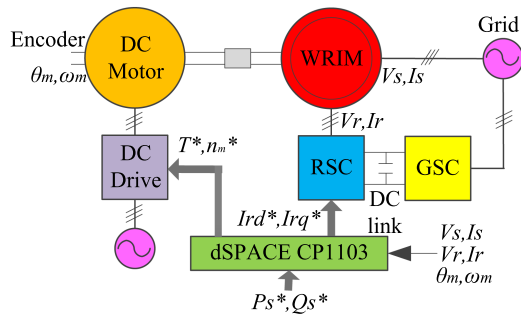 Encoder
θm,ωm
DC
Motor
WRIM
Grid
Vs,Is
Vr,Ir
T*,nm*
DC
Drive
RSC
GSC
DC
link
Ird*,Irq*
dSPACE CP1103
Vs,Is
Vr,Ir
θm,ωm
Ps*,Qs*